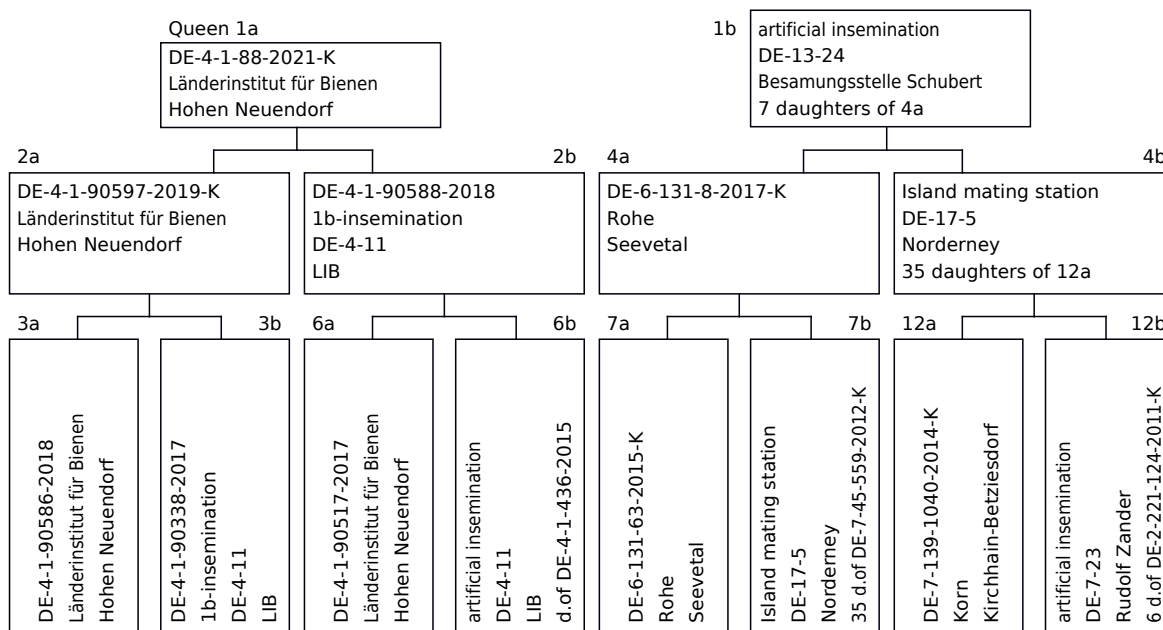 Queen 1a
DE-4-1-88-2021-K
Länderinstitut für Bienen
Hohen Neuendorf
1b
artificial insemination
DE-13-24
Besamungsstelle Schubert
7 daughters of 4a
2a
DE-4-1-90597-2019-K
Länderinstitut für Bienen
Hohen Neuendorf
2b
DE-4-1-90588-2018
1b-insemination
DE-4-11
LIB
4a
DE-6-131-8-2017-K
Rohe
Seevetal
4b
Island mating station
DE-17-5
Norderney
35 daughters of 12a
3a
DE-4-1-90586-2018
Länderinstitut für Bienen
Hohen Neuendorf
3b
DE-4-1-90338-2017
1b-insemination
DE-4-11
LIB
6a
DE-4-1-90517-2017
Länderinstitut für Bienen
Hohen Neuendorf
6b
artificial insemination
DE-4-11
LIB
d.of DE-4-1-436-2015
7a
DE-6-131-63-2015-K
Rohe
Seevetal
7b
Island mating station
DE-17-5
Norderney
35 d.of DE-7-45-559-2012-K
12a
DE-7-139-1040-2014-K
Korn
Kirchhain-Betziesdorf
12b
artificial insemination
DE-7-23
Rudolf Zander
6 d.of DE-2-221-124-2011-K